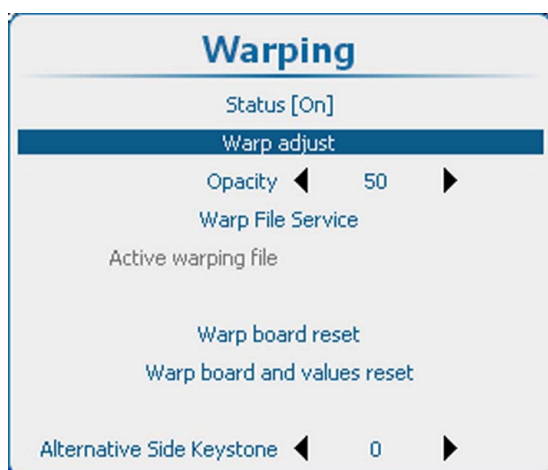 Warping
Status [On]
Warp adjust
Opacity 50
Warp File Service
Active warping file
Warp board reset
Warp board and values reset
Alternative Side Keystone 0